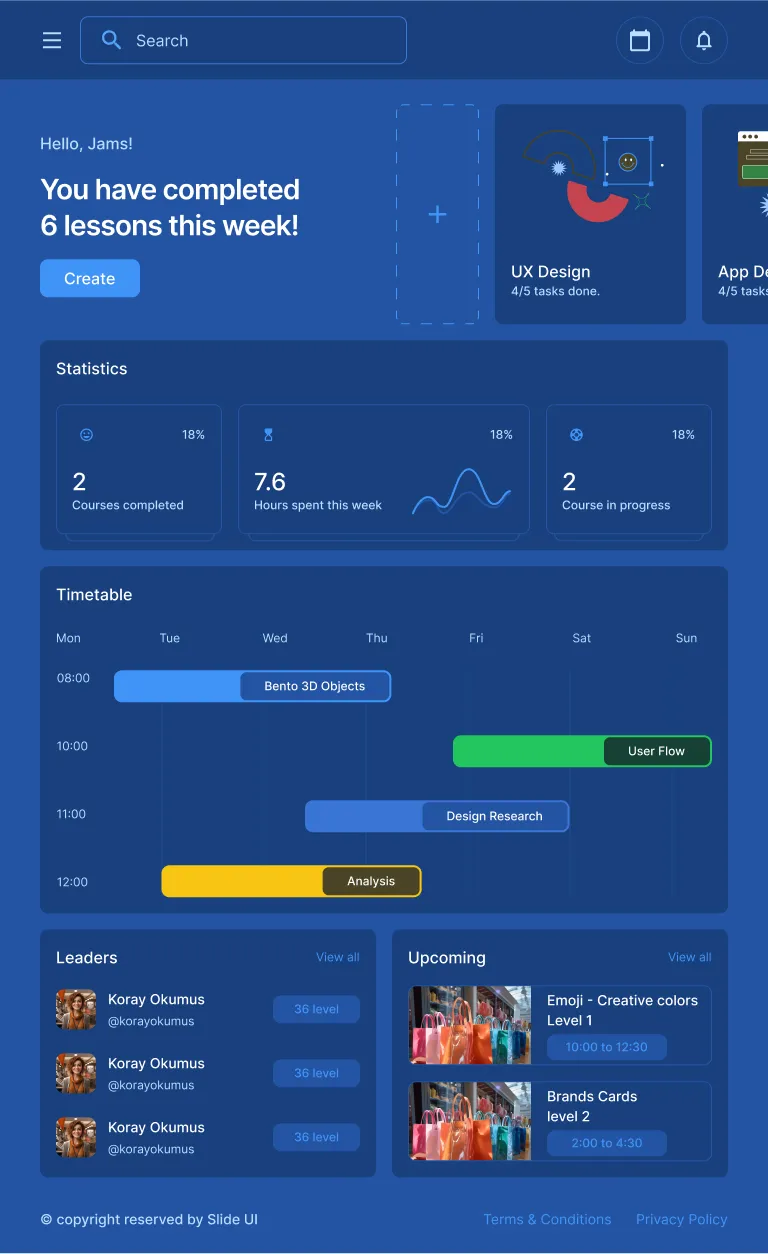 Search
Hello, Jams!
You have completed
6 lessons this week!
Create
UX Design
4/5 tasks done.
App De
4/5 tasks
Statistics
18%
2
Courses completed
18%
7.6
Hours spent this week
18%
2
Course in progress
Timetable
Mon Tue Wed Thu Fri Sat Sun
08:00
Bento 3D Objects
10:00
User Flow
11:00
Design Research
12:00
Analysis
Leaders
View all
Koray Okumus
@korayokumus
36 level
Koray Okumus
@korayokumus
36 level
Koray Okumus
@korayokumus
36 level
Upcoming
View all
Emoji - Creative colors
Level 1
10:00 to 12:30
Brands Cards
level 2
2:00 to 4:30
© copyright reserved by Slide UI
Terms & Conditions
Privacy Policy